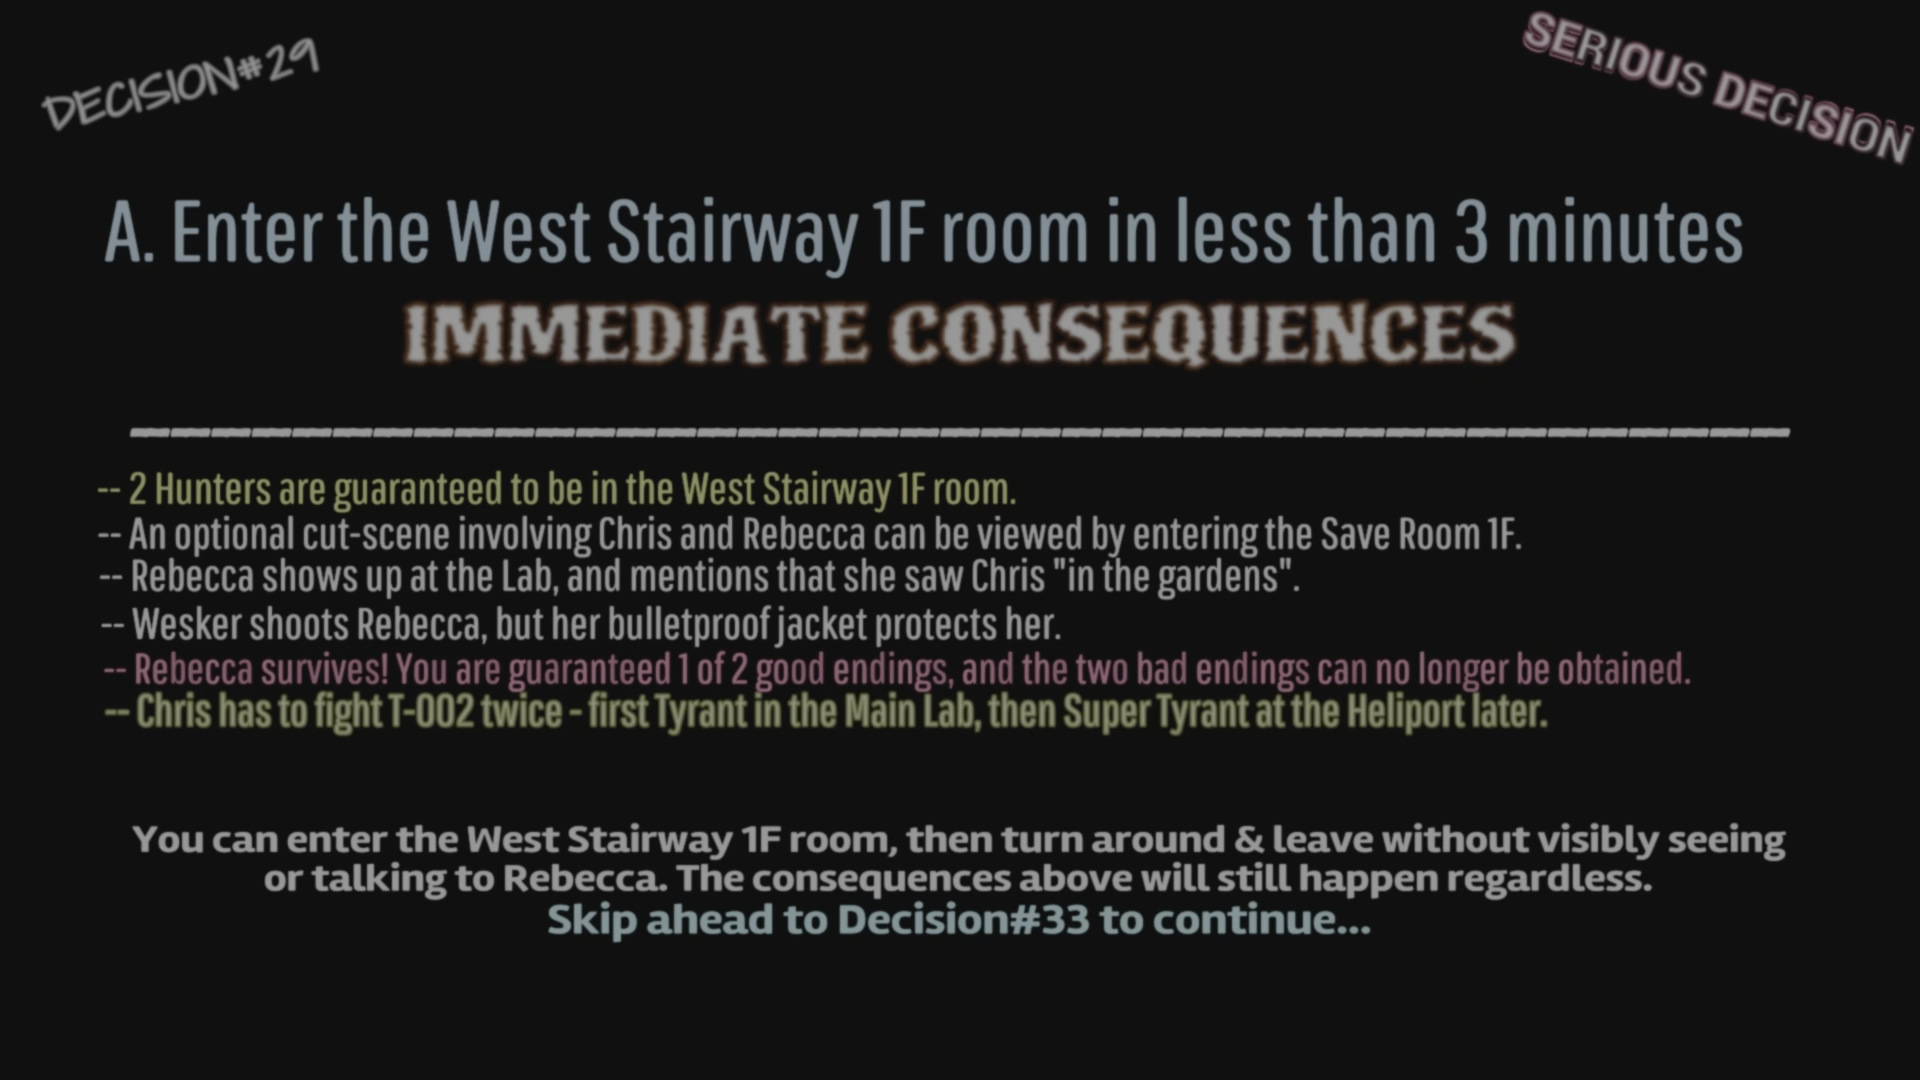 DECISION#29
SERIOUS DECISION
A. Enter the West Stairway 1F room in less than 3 minutes
IMMEDIATE CONSEQUENCES
-- 2 Hunters are guaranteed to be in the West Stairway 1F room.
-- An optional cut-scene involving Chris and Rebecca can be viewed by entering the Save Room 1F.
-- Rebecca shows up at the Lab, and mentions that she saw Chris "in the gardens".
-- Wesker shoots Rebecca, but her bulletproof jacket protects her.
-- Rebecca survives! You are guaranteed 1 of 2 good endings, and the two bad endings can no longer be obtained.
-- Chris has to fight T-002 twice - first Tyrant in the Main Lab, then Super Tyrant at the Heliport later.
You can enter the West Stairway 1F room, then turn around & leave without visibly seeing
or talking to Rebecca. The consequences above will still happen regardless.
Skip ahead to Decision#33 to continue...